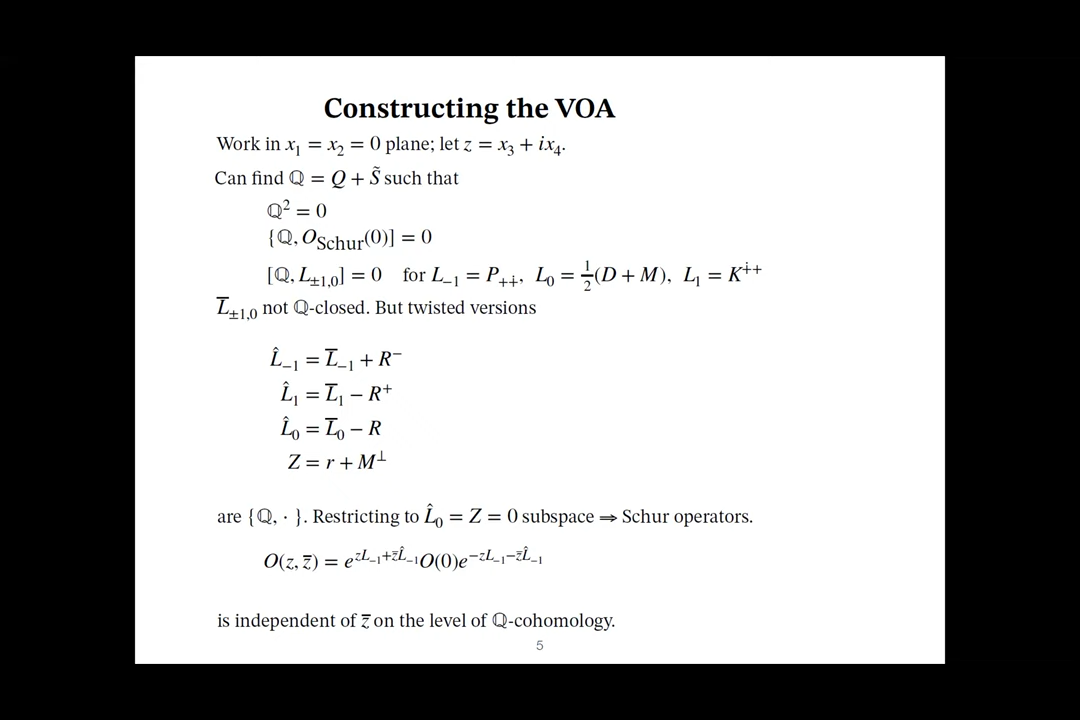 Constructing the VOA
Work in x₁ = x₂ = 0 plane; let z = x₃ + ix₄.
Can find ℚ = Q + S̃ such that
ℚ² = 0
{ℚ, O_Schur(0)] = 0
[ℚ, L_{±1,0}] = 0 for L₋₁ = P_{++̇}, L₀ = ½(D + M), L₁ = K^{+̇+}
L̅_{±1,0} not ℚ-closed. But twisted versions
L̂₋₁ = L̅₋₁ + R⁻
L̂₁ = L̅₁ − R⁺
L̂₀ = L̅₀ − R
Z = r + M^⊥
are {ℚ, · }. Restricting to L̂₀ = Z = 0 subspace ⇒ Schur operators.
O(z, z̅) = e^{zL₋₁+z̅L̂₋₁}O(0)e^{−zL₋₁−z̅L̂₋₁}
is independent of z̅ on the level of ℚ-cohomology.
5